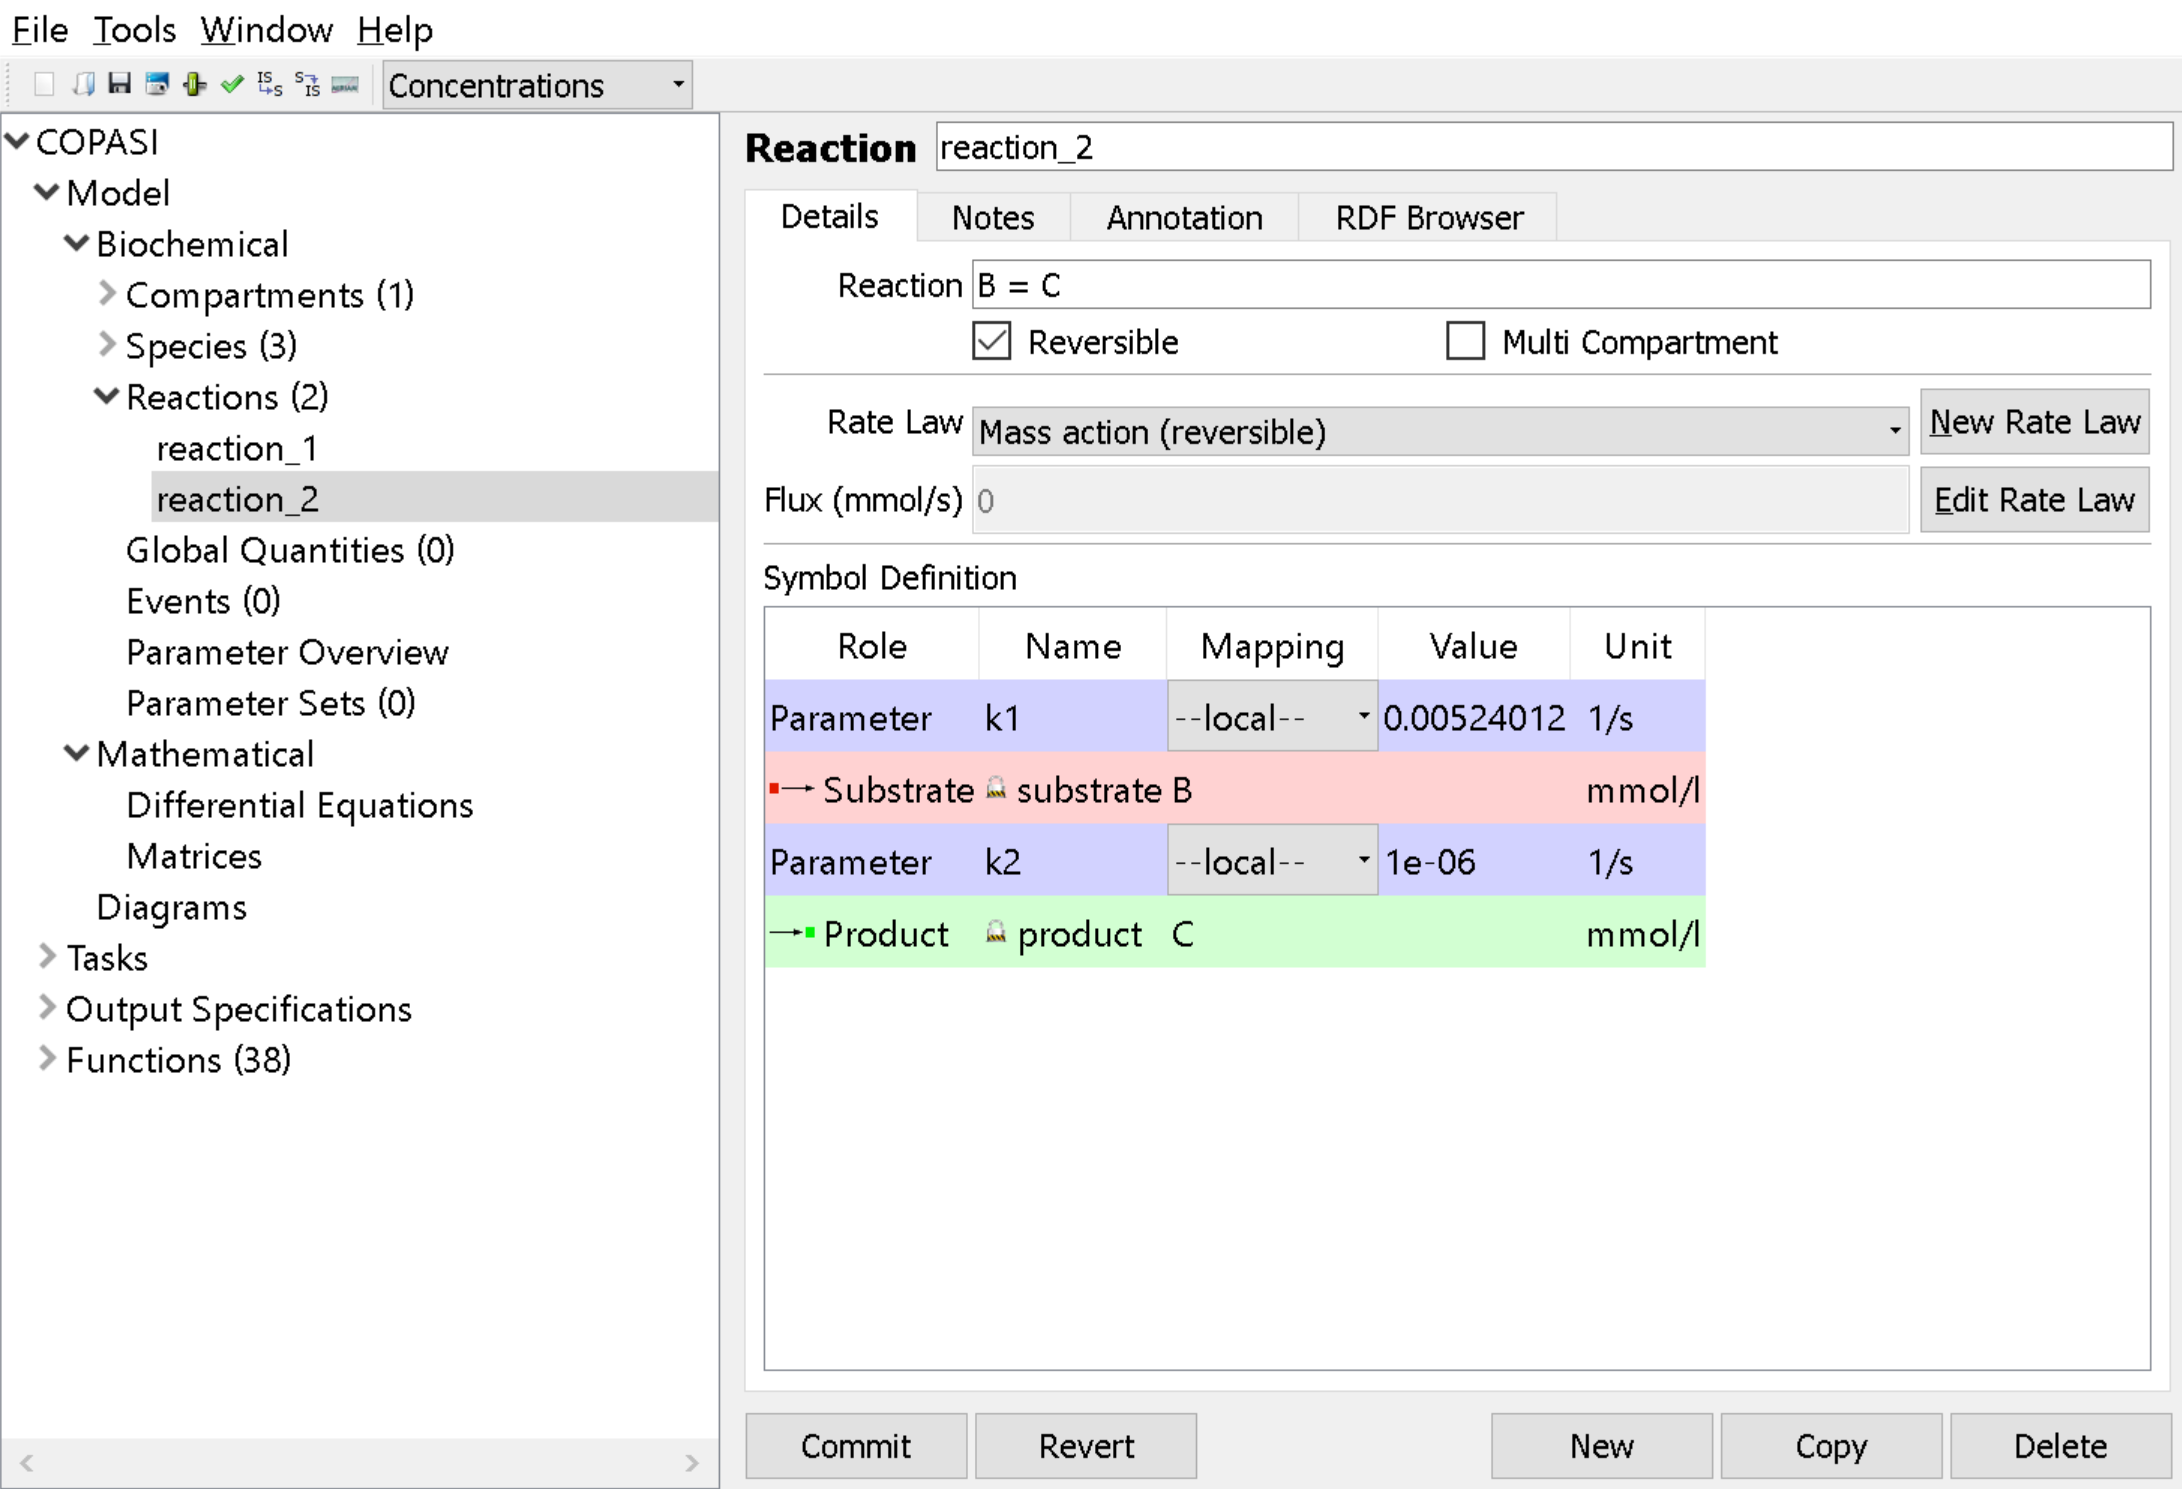 File Tools Window Help
IS S S IS Concentrations
COPASI
Model
Biochemical
Compartments (1)
Species (3)
Reactions (2)
reaction_1
reaction_2
Global Quantities (0)
Events (0)
Parameter Overview
Parameter Sets (0)
Mathematical
Differential Equations
Matrices
Diagrams
Tasks
Output Specifications
Functions (38)
Reaction reaction_2
Details Notes Annotation RDF Browser
Reaction B = C
Reversible Multi Compartment
Rate Law Mass action (reversible) New Rate Law
Flux (mmol/s) 0 Edit Rate Law
Symbol Definition
Role Name Mapping Value Unit
Parameter k1 --local-- 0.00524012 1/s
Substrate substrate B mmol/l
Parameter k2 --local-- 1e-06 1/s
Product product C mmol/l
Commit Revert New Copy Delete